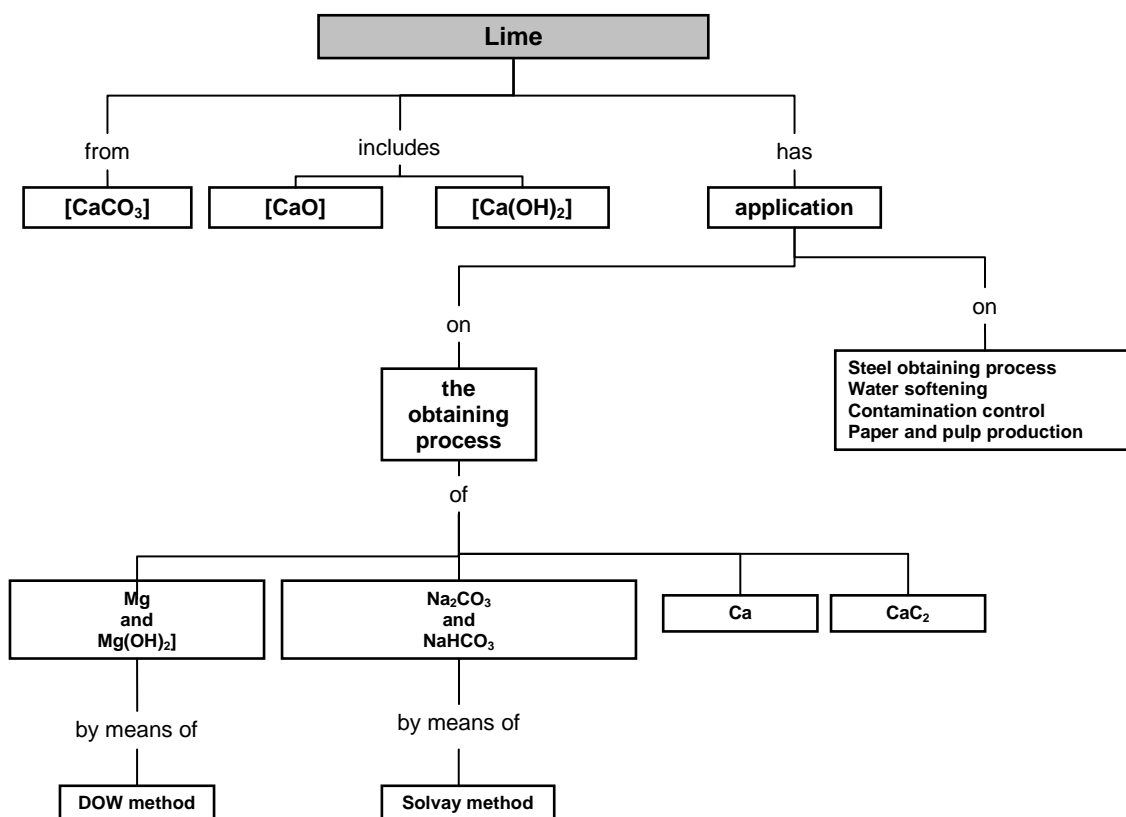 Lime
from
includes
has
[CaCO₃]
[CaO]
[Ca(OH)₂]
application
on
on
the
obtaining
process
Steel obtaining process
Water softening
Contamination control
Paper and pulp production
of
Mg
and
Mg(OH)₂]
Na₂CO₃
and
NaHCO₃
Ca
CaC₂
by means of
by means of
DOW method
Solvay method